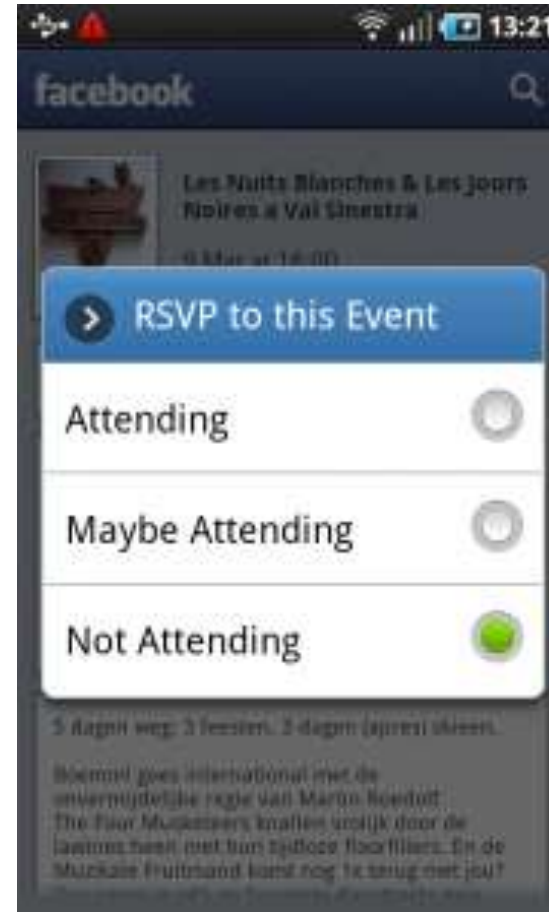 13:21
facebook
Les Nuits Blanches & Les Jours
Noires a Val Sinestra
9 Mar at 16:00
RSVP to this Event
Attending
Maybe Attending
Not Attending
5 dagen weg. 3 feesten. 3 dagen (apres) skieen.
Boemm! goes international met de
onvermijdelijke regie van Martin Roedolf
The Four Musketeers knallen vrolijk door de
lawines heen met hun tijdloze floorfillers. En de
Muzikale Fruitmand komt nog 1x terug met jou?